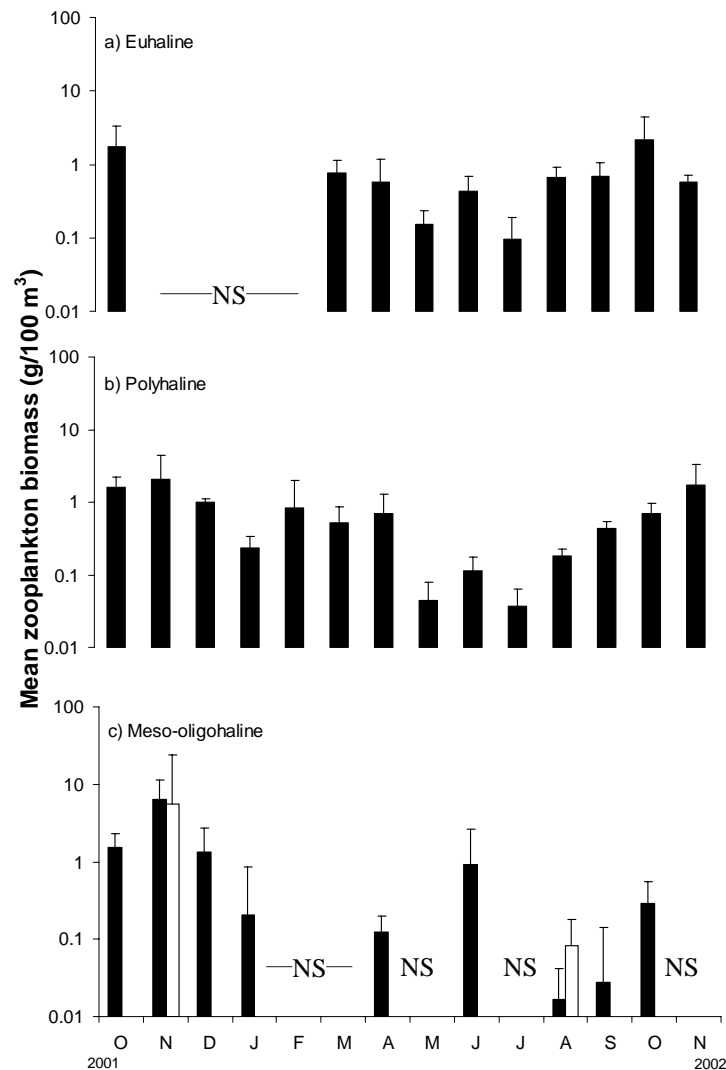 a) Euhaline
100
10
1
0.1
0.01
NS
Mean zooplankton biomass (g/100 m³)
b) Polyhaline
100
10
1
0.1
0.01
c) Meso-oligohaline
100
10
1
0.1
0.01
NS NS NS NS
O N D J F M A M J J A S O N
2001 2002